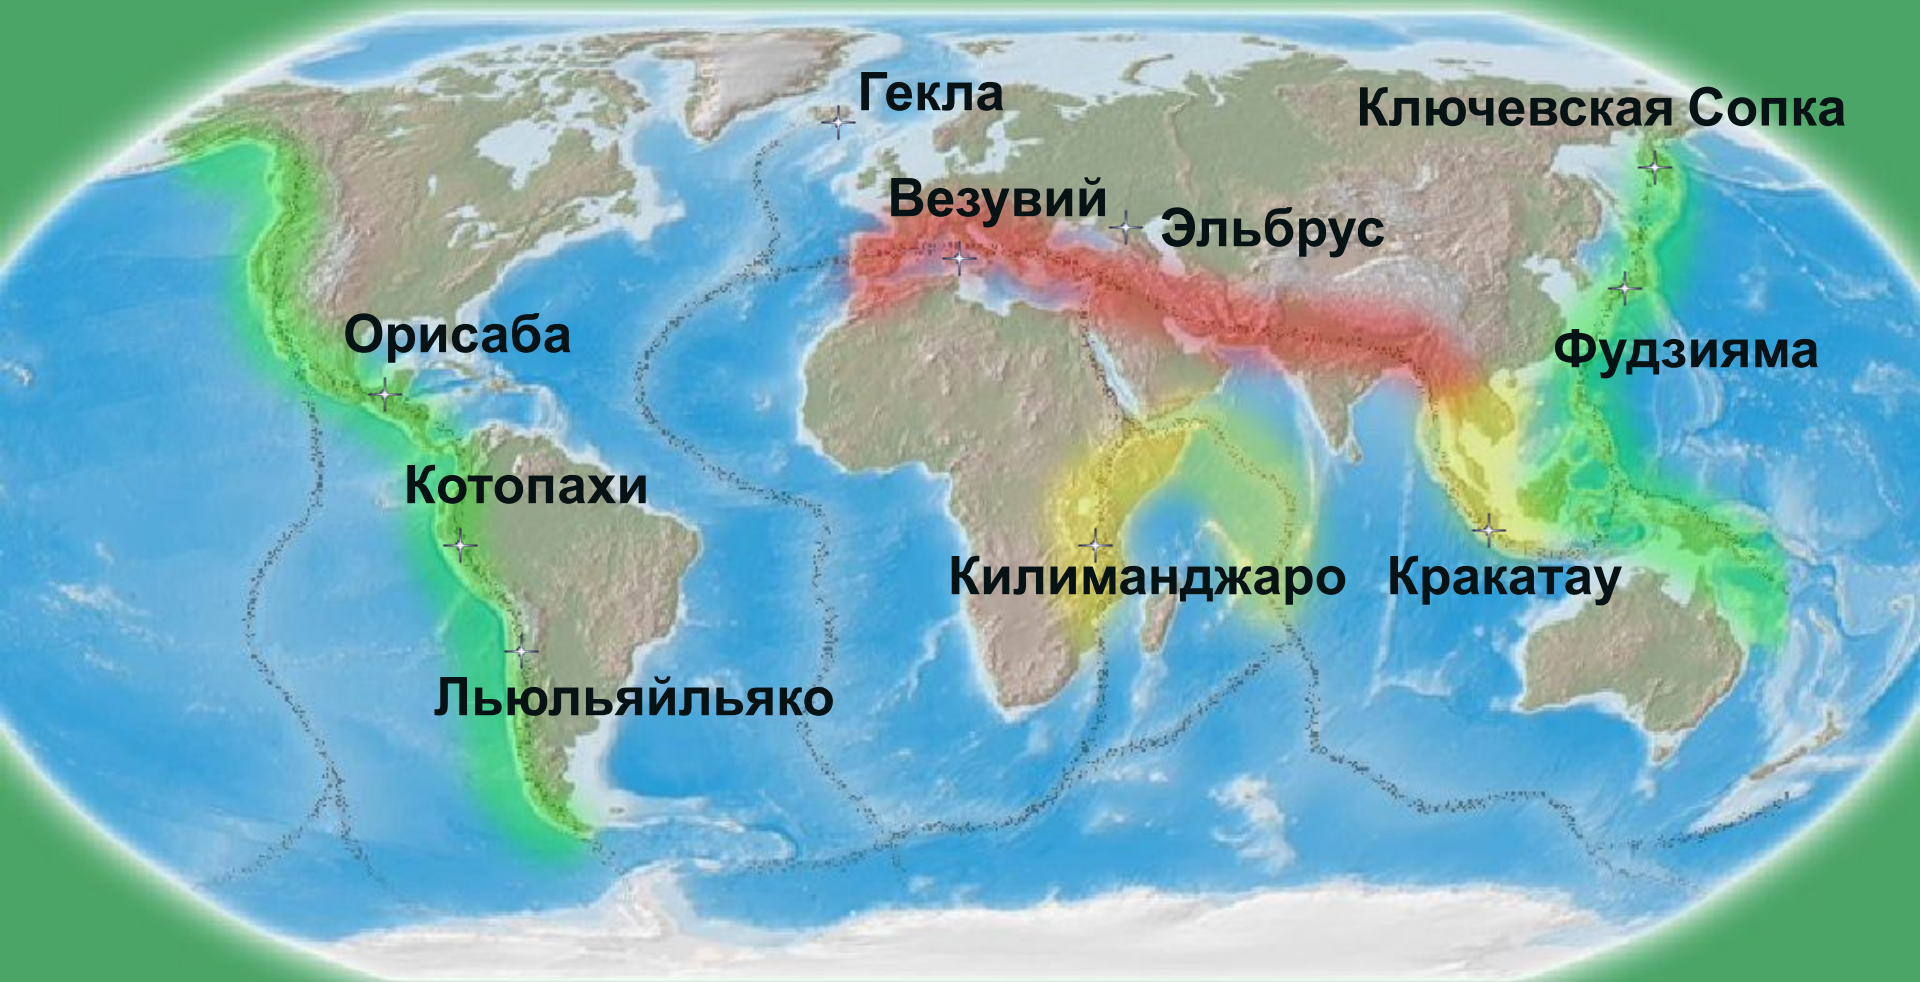 Гекла
Ключевская Сопка
Везувий
Эльбрус
Орисаба
Фудзияма
Котопахи
Килиманджаро
Кракатау
Льюльяйльяко